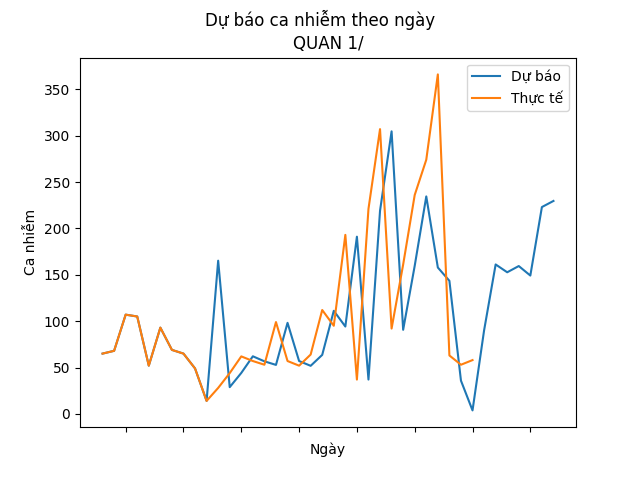 Dự báo ca nhiễm theo ngày
QUAN 1/
Dự báo
Thực tế
350
300
250
200
150
100
50
0
Ca nhiễm
Ngày